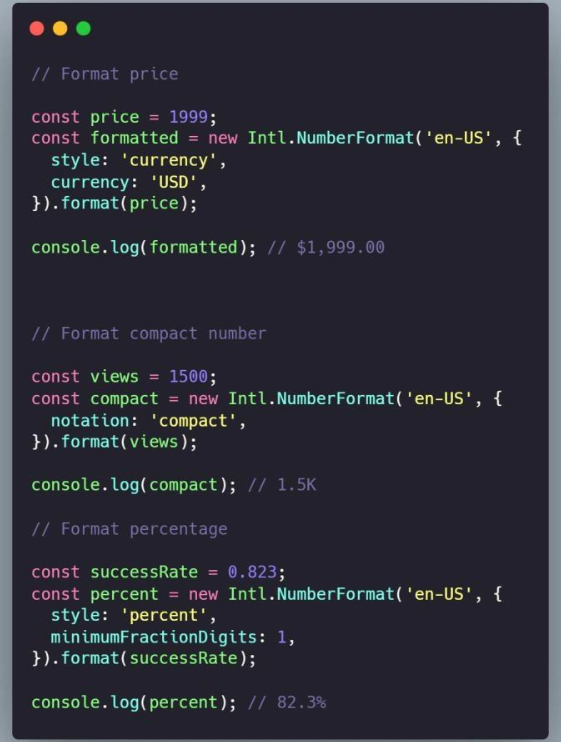 // Format price
const price = 1999;
const formatted = new Intl.NumberFormat('en-US', {
  style: 'currency',
  currency: 'USD',
}).format(price);
console.log(formatted); // $1,999.00
// Format compact number
const views = 1500;
const compact = new Intl.NumberFormat('en-US', {
  notation: 'compact',
}).format(views);
console.log(compact); // 1.5K
// Format percentage
const successRate = 0.823;
const percent = new Intl.NumberFormat('en-US', {
  style: 'percent',
  minimumFractionDigits: 1,
}).format(successRate);
console.log(percent); // 82.3%